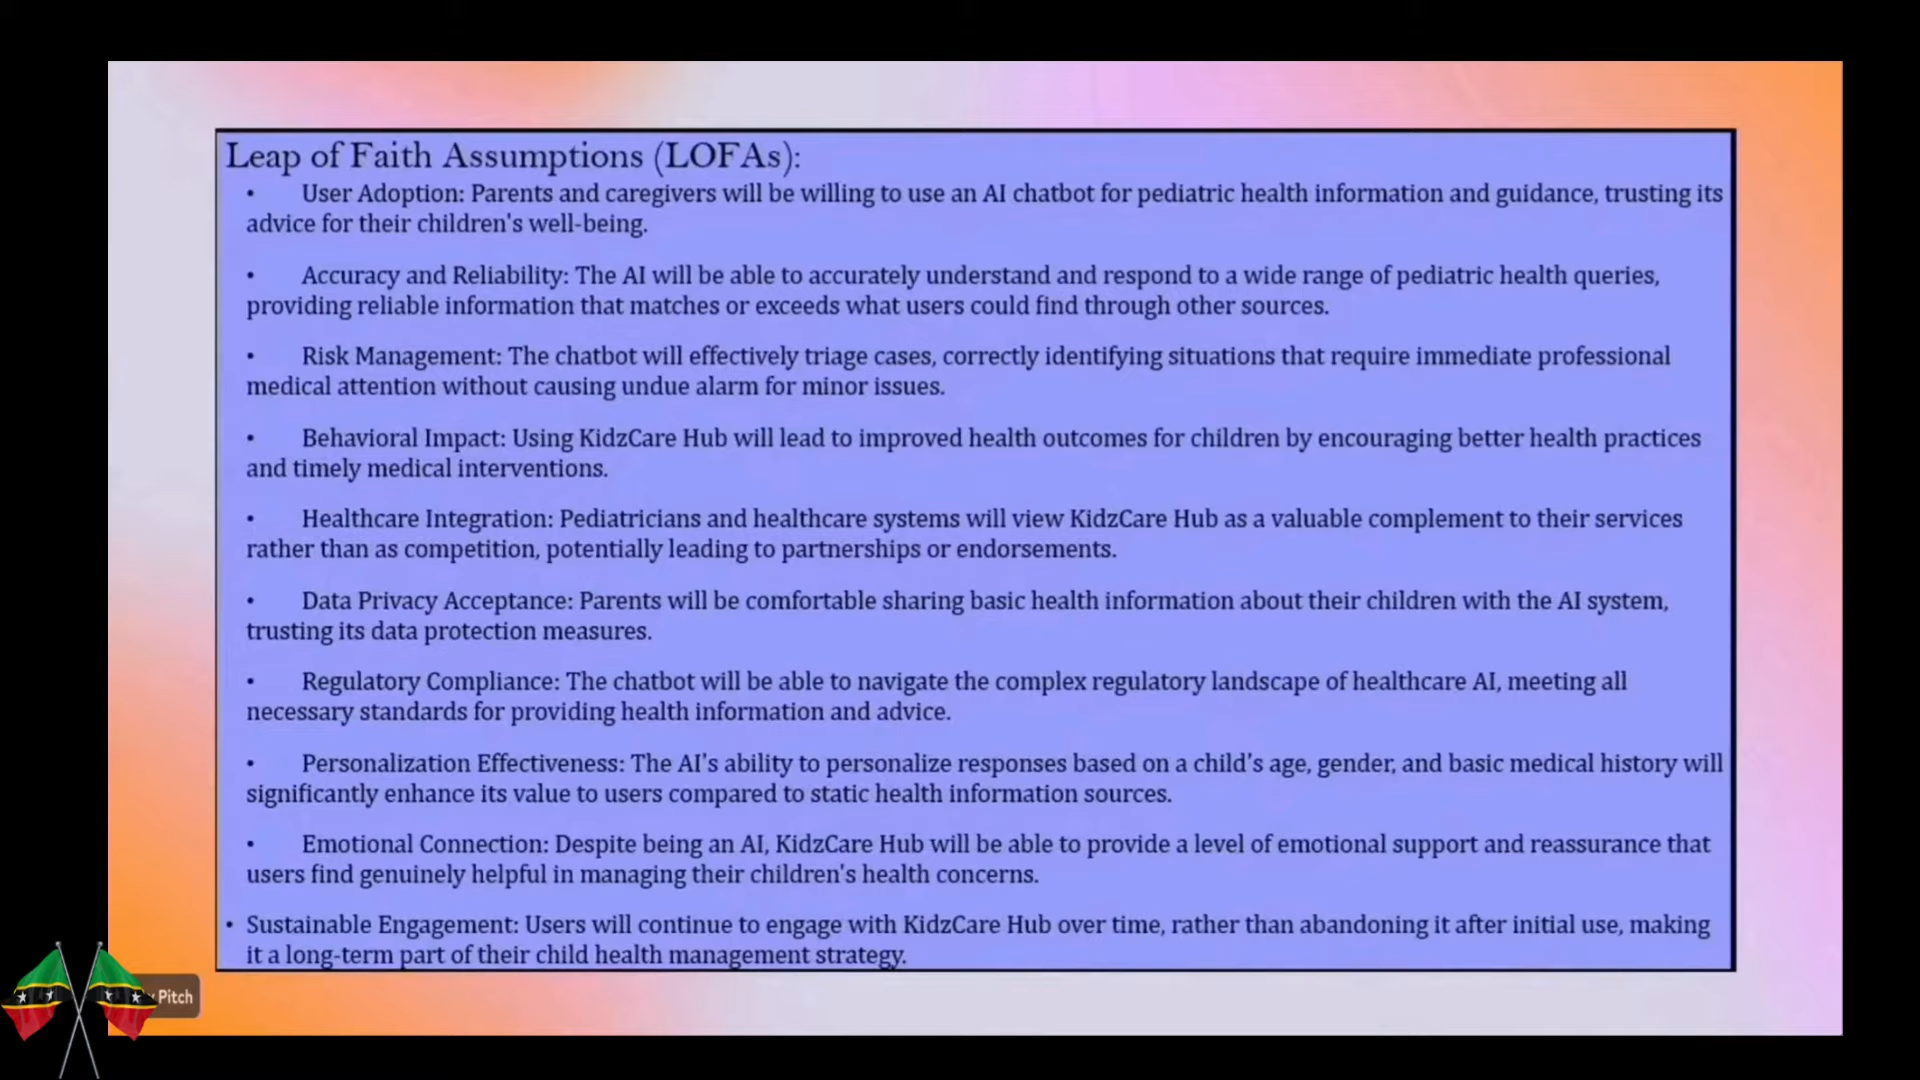 Leap of Faith Assumptions (LOFAs):
• User Adoption: Parents and caregivers will be willing to use an AI chatbot for pediatric health information and guidance, trusting its
advice for their children's well-being.
• Accuracy and Reliability: The AI will be able to accurately understand and respond to a wide range of pediatric health queries,
providing reliable information that matches or exceeds what users could find through other sources.
• Risk Management: The chatbot will effectively triage cases, correctly identifying situations that require immediate professional
medical attention without causing undue alarm for minor issues.
• Behavioral Impact: Using KidzCare Hub will lead to improved health outcomes for children by encouraging better health practices
and timely medical interventions.
• Healthcare Integration: Pediatricians and healthcare systems will view KidzCare Hub as a valuable complement to their services
rather than as competition, potentially leading to partnerships or endorsements.
• Data Privacy Acceptance: Parents will be comfortable sharing basic health information about their children with the AI system,
trusting its data protection measures.
• Regulatory Compliance: The chatbot will be able to navigate the complex regulatory landscape of healthcare AI, meeting all
necessary standards for providing health information and advice.
• Personalization Effectiveness: The AI's ability to personalize responses based on a child's age, gender, and basic medical history will
significantly enhance its value to users compared to static health information sources.
• Emotional Connection: Despite being an AI, KidzCare Hub will be able to provide a level of emotional support and reassurance that
users find genuinely helpful in managing their children's health concerns.
• Sustainable Engagement: Users will continue to engage with KidzCare Hub over time, rather than abandoning it after initial use, making
it a long-term part of their child health management strategy.
Pitch